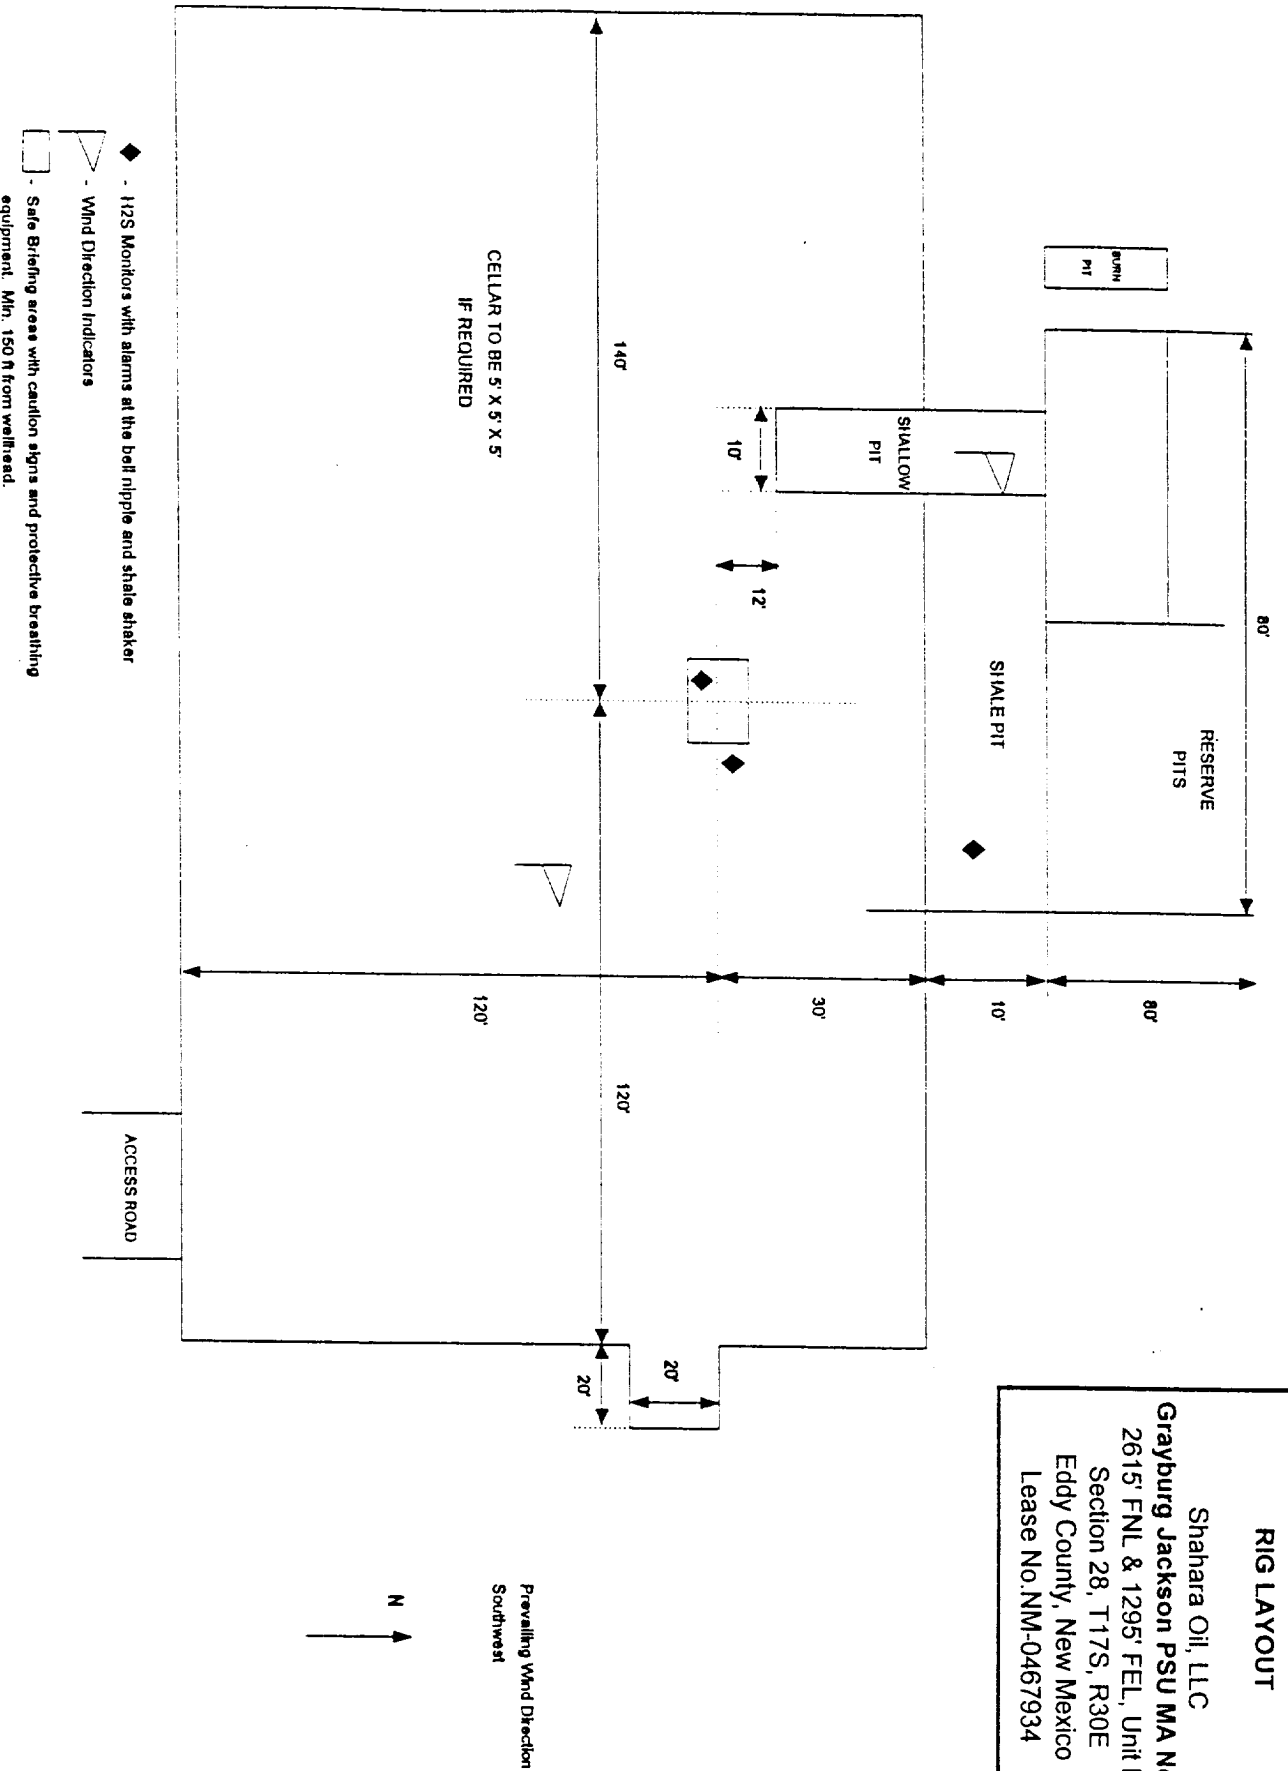 RIG LAYOUT
Shahara Oil, LLC
Grayburg Jackson PSU MA
2615' FNL & 1295' FEL, Unit
Section 28, T17S, R30E
Eddy County, New Mexico
Lease No.NM-0467934
80'
RESERVE
PITS
80'
BURN
PIT
SHALE PIT
10'
SHALLOW
PIT
30'
10'
12'
140'
120'
20'
20'
CELLAR TO BE 5' X 5' X 5'
IF REQUIRED
120'
ACCESS ROAD
Prevailing Wind Direction
Southwest
N
- H2S Monitors with alarms at the bell nipple and shale shaker
- Wind Direction Indicators
- Safe Briefing areas with caution signs and protective breathing
equipment. Min. 150 ft from wellhead.